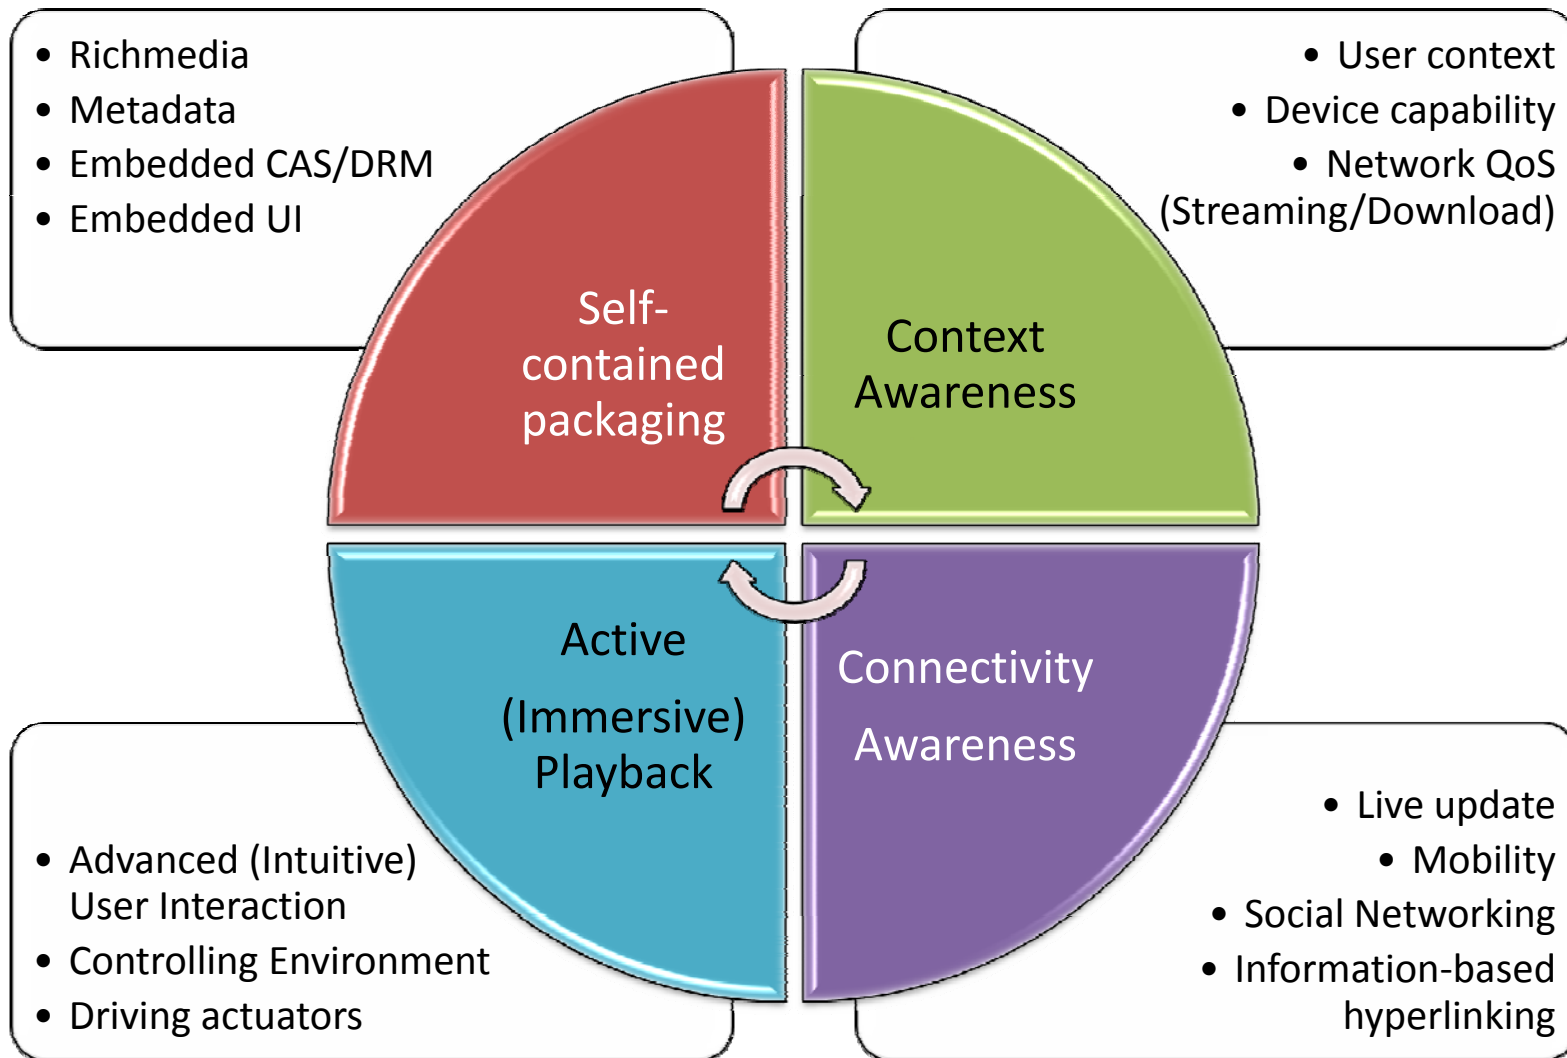 • Richmedia
• Metadata
• Embedded CAS/DRM
• Embedded UI
• User context
• Device capability
• Network QoS
(Streaming/Download)
Self-
contained
packaging
Context
Awareness
Active
(Immersive)
Playback
Connectivity
Awareness
• Advanced (Intuitive)
User Interaction
• Controlling Environment
• Driving actuators
• Live update
• Mobility
• Social Networking
• Information-based
hyperlinking